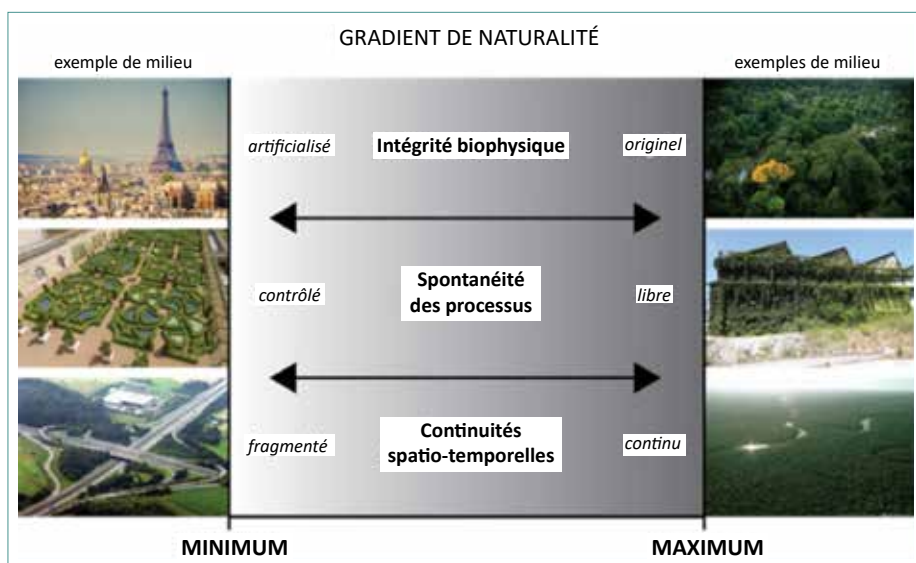 GRADIENT DE NATURALITÉ
exemple de milieu
exemples de milieu
artificialisé
Intégrité biophysique
originel
contrôlé
Spontanéité
des processus
libre
fragmenté
Continuités
spatio-temporelles
continu
MINIMUM
MAXIMUM